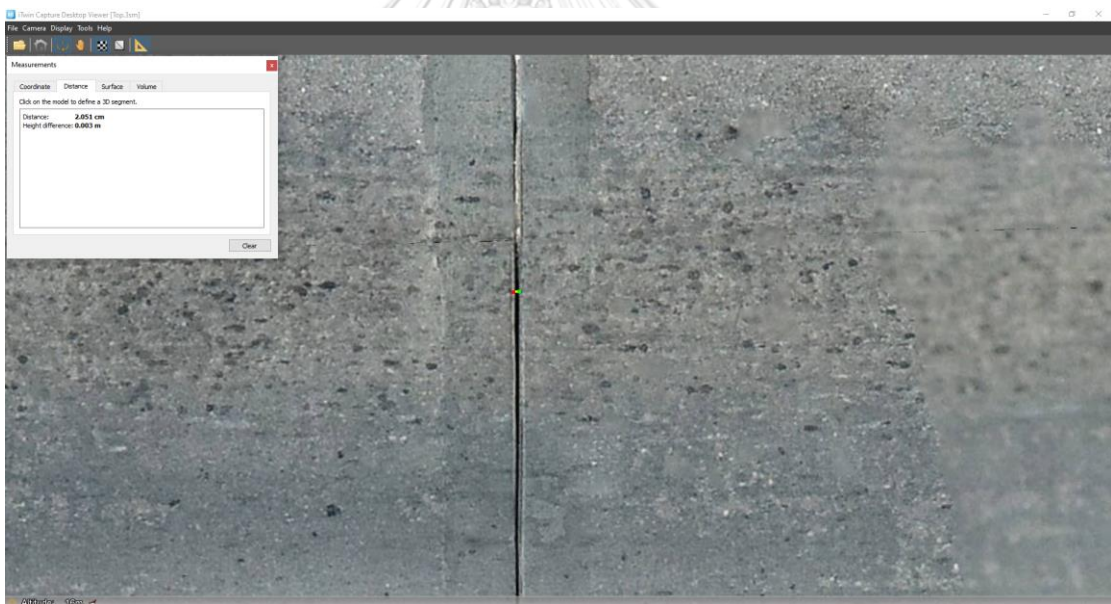 iTwin Capture Desktop Viewer [Top.3sm]
File Camera Display Tools Help
Measurements
Coordinate Distance Surface Volume
Click on the model to define a 3D segment.
Distance: 2.051 cm
Height difference: 0.003 m
Clear
Altitude: